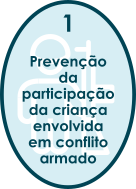 1
Prevenção
da
participação
da criança
envolvida
em conflito
armado